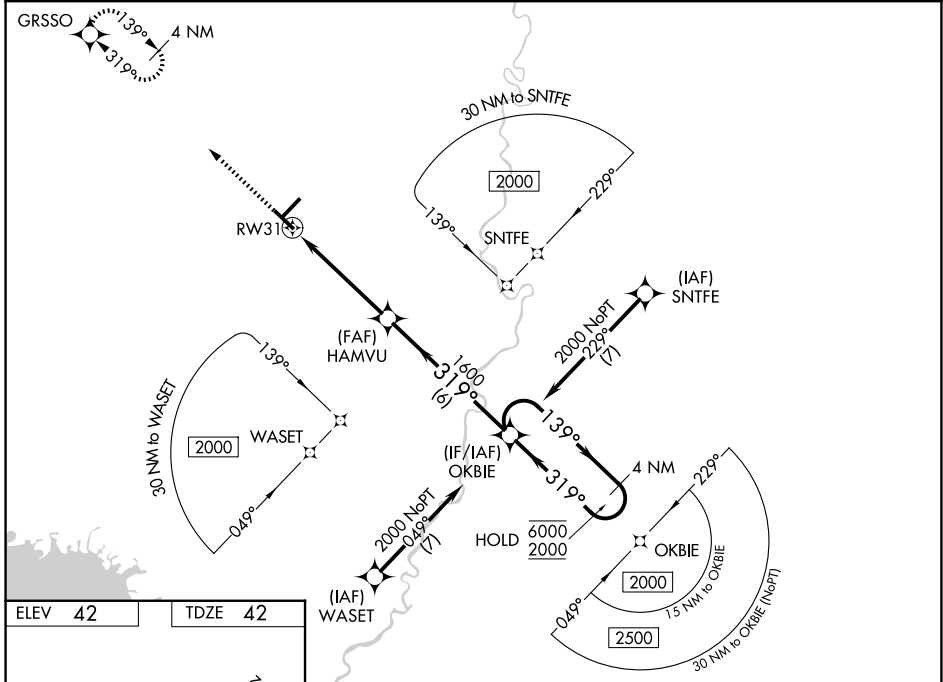 GRSSO
139°
319°
4 NM
30 NM to SNTFE
2000
229°
139°
SNTFE
RW31
(IAF)
SNTFE
2000 NoPT
229°
(7)
(FAF)
HAMVU
1600
319°
(6)
139°
30 NM to WASET
2000
WASET
049°
(IF/IAF)
OKBIE
139°
319°
4 NM
HOLD
6000
2000
2000 NoPT
049°
(7)
(IAF)
WASET
229°
OKBIE
049°
2000
15 NM to OKBIE
2500
30 NM to OKBIE (NoPT)
ELEV 42
TDZE 42